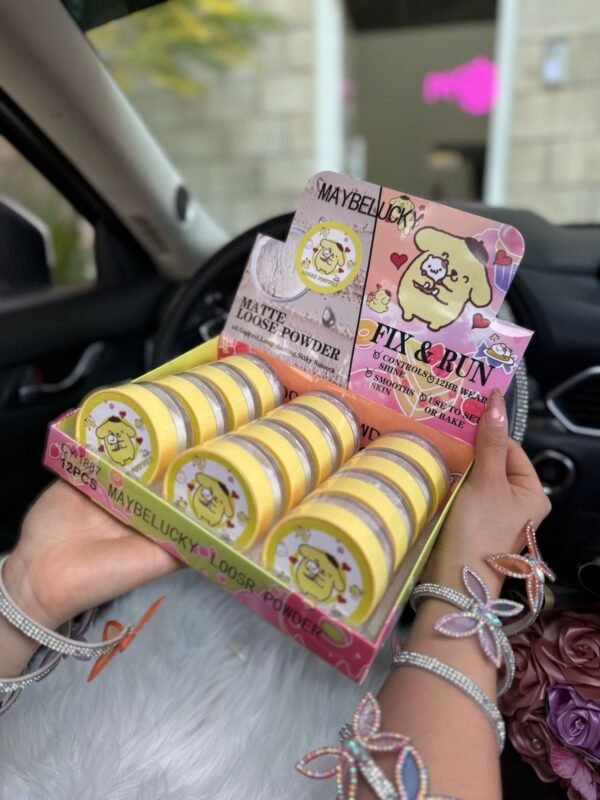 MAYBELUCKY
MATTE
LOOSE POWDER
FIX & RUN
CONTROLS
SHINE
12HR WEAR
SMOOTHS
SKIN
USE TO SET
OR BAKE
12PCS MAYBELUCKY LOOSR POWDER